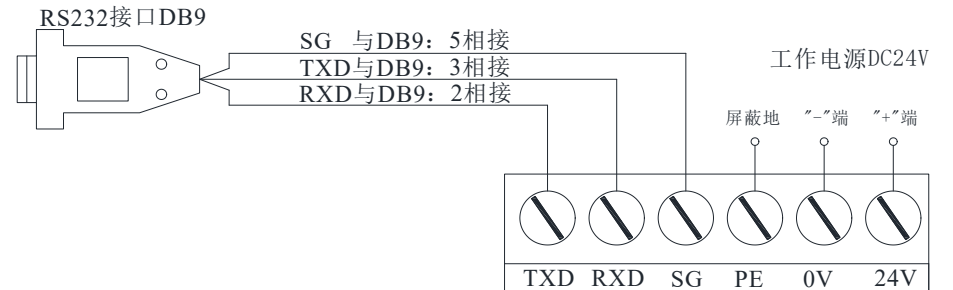 RS232接口DB9
SG 与DB9：5相接
TXD与DB9：3相接
RXD与DB9：2相接
工作电源DC24V
屏蔽地 "-"端 "+"端
TXD RXD SG PE 0V 24V